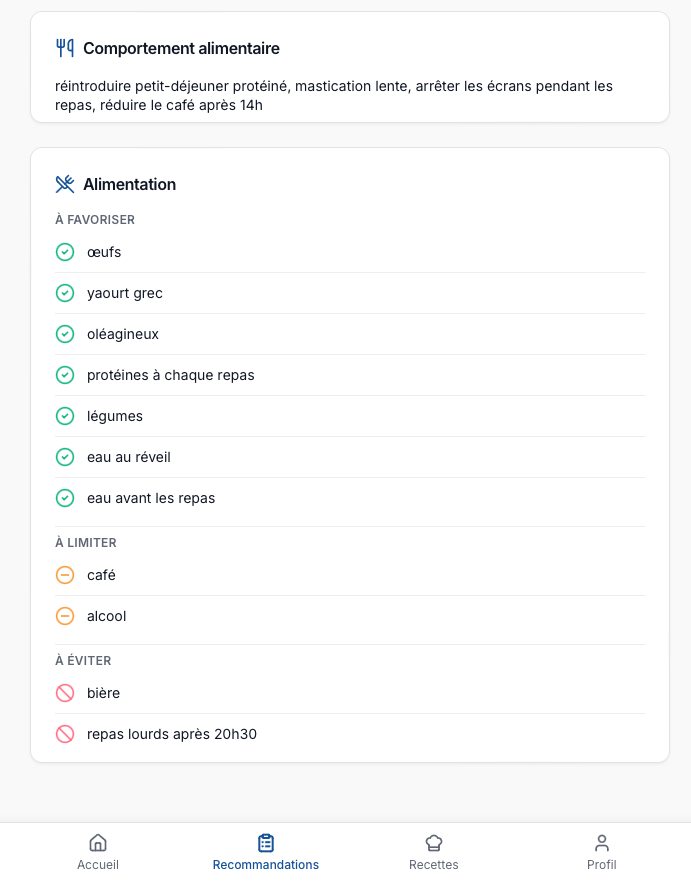 Comportement alimentaire
réintroduire petit-déjeuner protéiné, mastication lente, arrêter les écrans pendant les
repas, réduire le café après 14h
Alimentation
À FAVORISER
œufs
yaourt grec
oléagineux
protéines à chaque repas
légumes
eau au réveil
eau avant les repas
À LIMITER
café
alcool
À ÉVITER
bière
repas lourds après 20h30
Accueil
Recommandations
Recettes
Profil